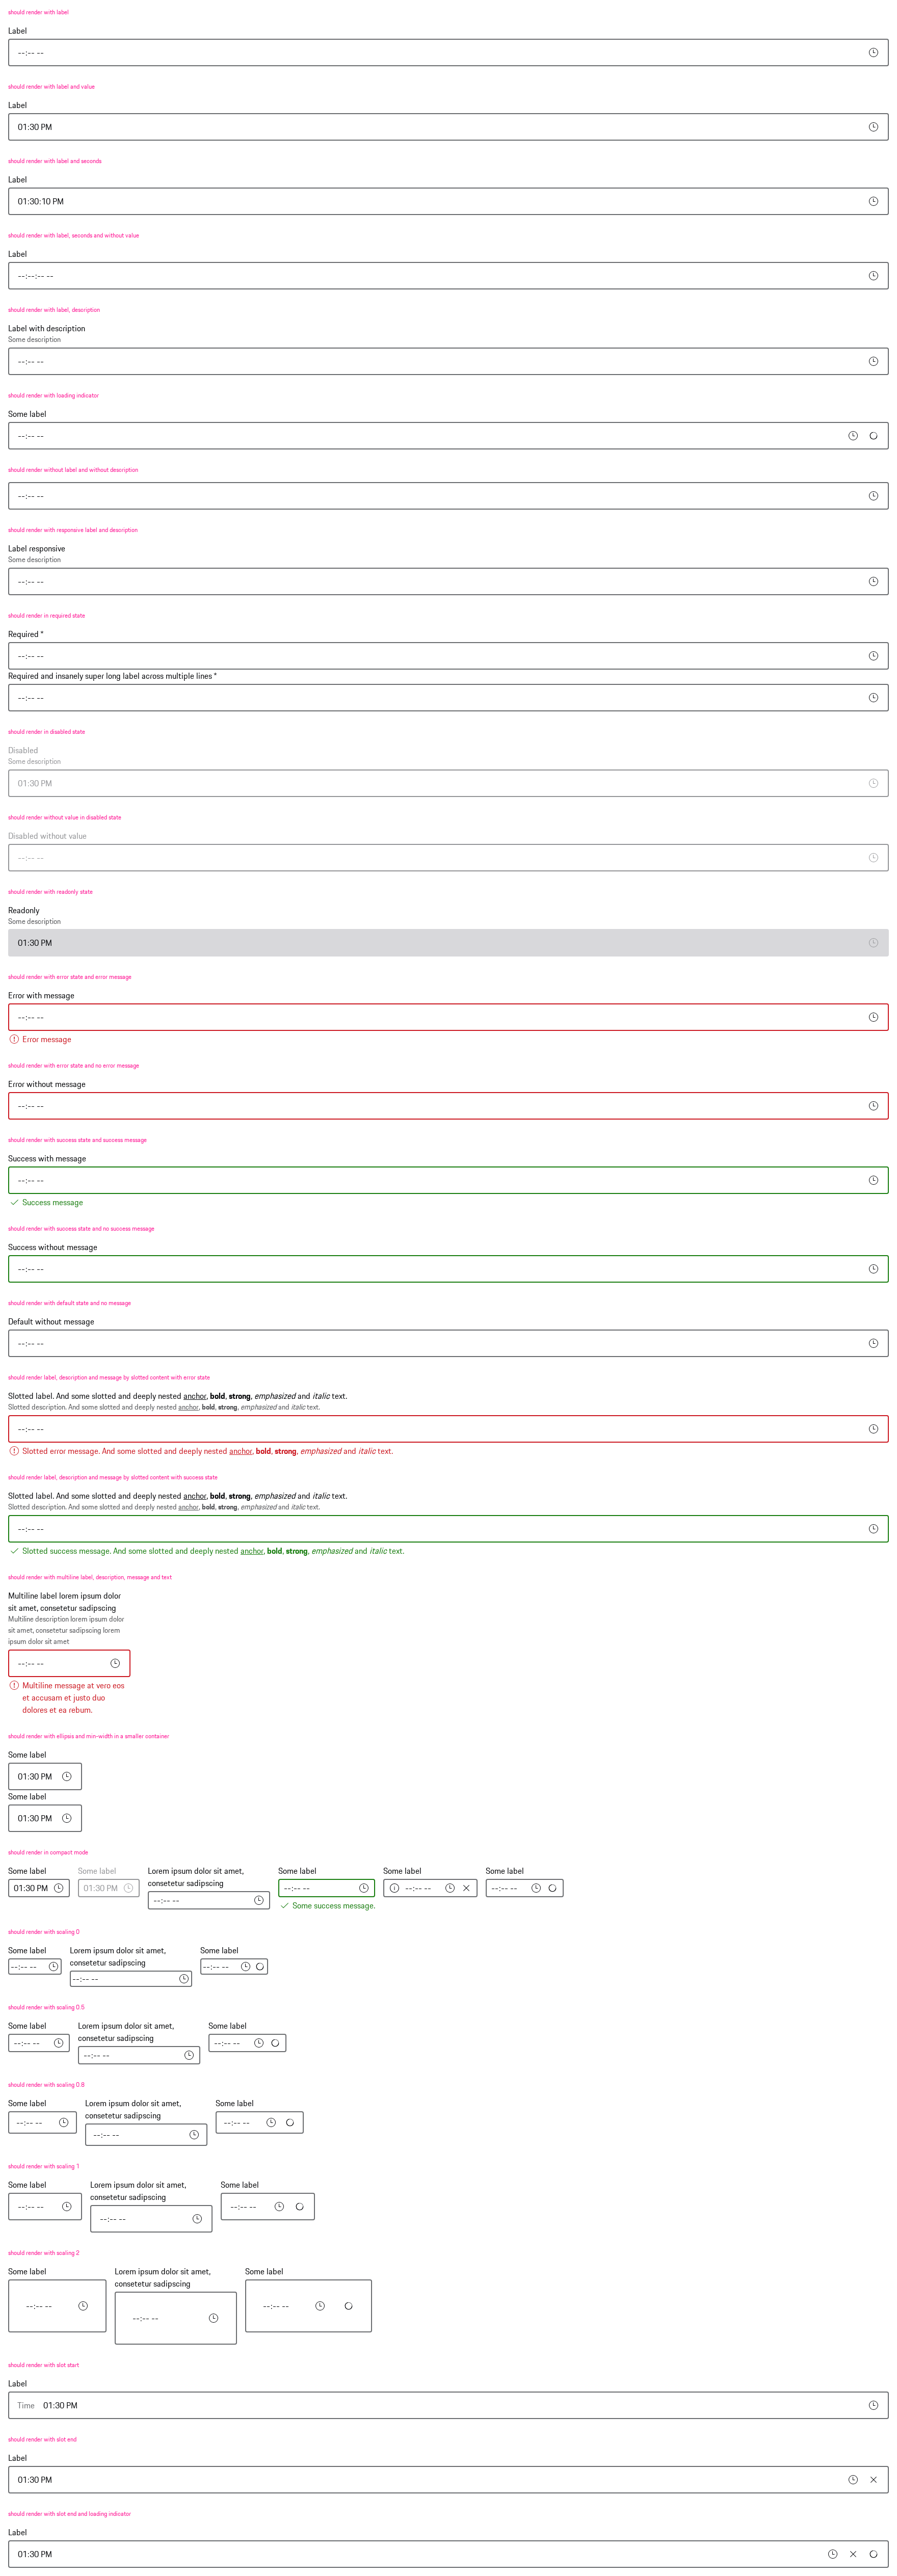 should render with label
Label
--:-- --
should render with label and value
Label
01:30 PM
should render with label and seconds
Label
01:30:10 PM
should render with label, seconds and without value
Label
--:--:-- --
should render with label, description
Label with description
Some description
--:-- --
should render with loading indicator
Some label
--:-- --
should render without label and without description
--:-- --
should render with responsive label and description
Label responsive
Some description
--:-- --
should render in required state
Required *
--:-- --
Required and insanely super long label across multiple lines *
--:-- --
should render in disabled state
Disabled
Some description
01:30 PM
should render without value in disabled state
Disabled without value
--:-- --
should render with readonly state
Readonly
Some description
01:30 PM
should render with error state and error message
Error with message
--:-- --
Error message
should render with error state and no error message
Error without message
--:-- --
should render with success state and success message
Success with message
--:-- --
Success message
should render with success state and no success message
Success without message
--:-- --
should render with default state and no message
Default without message
--:-- --
should render label, description and message by slotted content with error state
Slotted label. And some slotted and deeply nested anchor, bold, strong, emphasized and italic text.
Slotted description. And some slotted and deeply nested anchor, bold, strong, emphasized and italic text.
--:-- --
Slotted error message. And some slotted and deeply nested anchor, bold, strong, emphasized and italic text.
should render label, description and message by slotted content with success state
Slotted label. And some slotted and deeply nested anchor, bold, strong, emphasized and italic text.
Slotted description. And some slotted and deeply nested anchor, bold, strong, emphasized and italic text.
--:-- --
Slotted success message. And some slotted and deeply nested anchor, bold, strong, emphasized and italic text.
should render with multiline label, description, message and text
Multiline label lorem ipsum dolor
sit amet, consetetur sadipscing
Multiline description lorem ipsum dolor
sit amet, consetetur sadipscing lorem
ipsum dolor sit amet
--:-- --
Multiline message at vero eos
et accusam et justo duo
dolores et ea rebum.
should render with ellipsis and min-width in a smaller container
Some label
01:30 PM
Some label
01:30 PM
should render in compact mode
Some label
01:30 PM
Some label
01:30 PM
Lorem ipsum dolor sit amet,
consetetur sadipscing
--:-- --
Some label
--:-- --
Some success message.
Some label
--:-- --
Some label
--:-- --
should render with scaling 0
Some label
--:-- --
Lorem ipsum dolor sit amet,
consetetur sadipscing
--:-- --
Some label
--:-- --
should render with scaling 0.5
Some label
--:-- --
Lorem ipsum dolor sit amet,
consetetur sadipscing
--:-- --
Some label
--:-- --
should render with scaling 0.8
Some label
--:-- --
Lorem ipsum dolor sit amet,
consetetur sadipscing
--:-- --
Some label
--:-- --
should render with scaling 1
Some label
--:-- --
Lorem ipsum dolor sit amet,
consetetur sadipscing
--:-- --
Some label
--:-- --
should render with scaling 2
Some label
--:-- --
Lorem ipsum dolor sit amet,
consetetur sadipscing
--:-- --
Some label
--:-- --
should render with slot start
Label
Time 01:30 PM
should render with slot end
Label
01:30 PM
should render with slot end and loading indicator
Label
01:30 PM